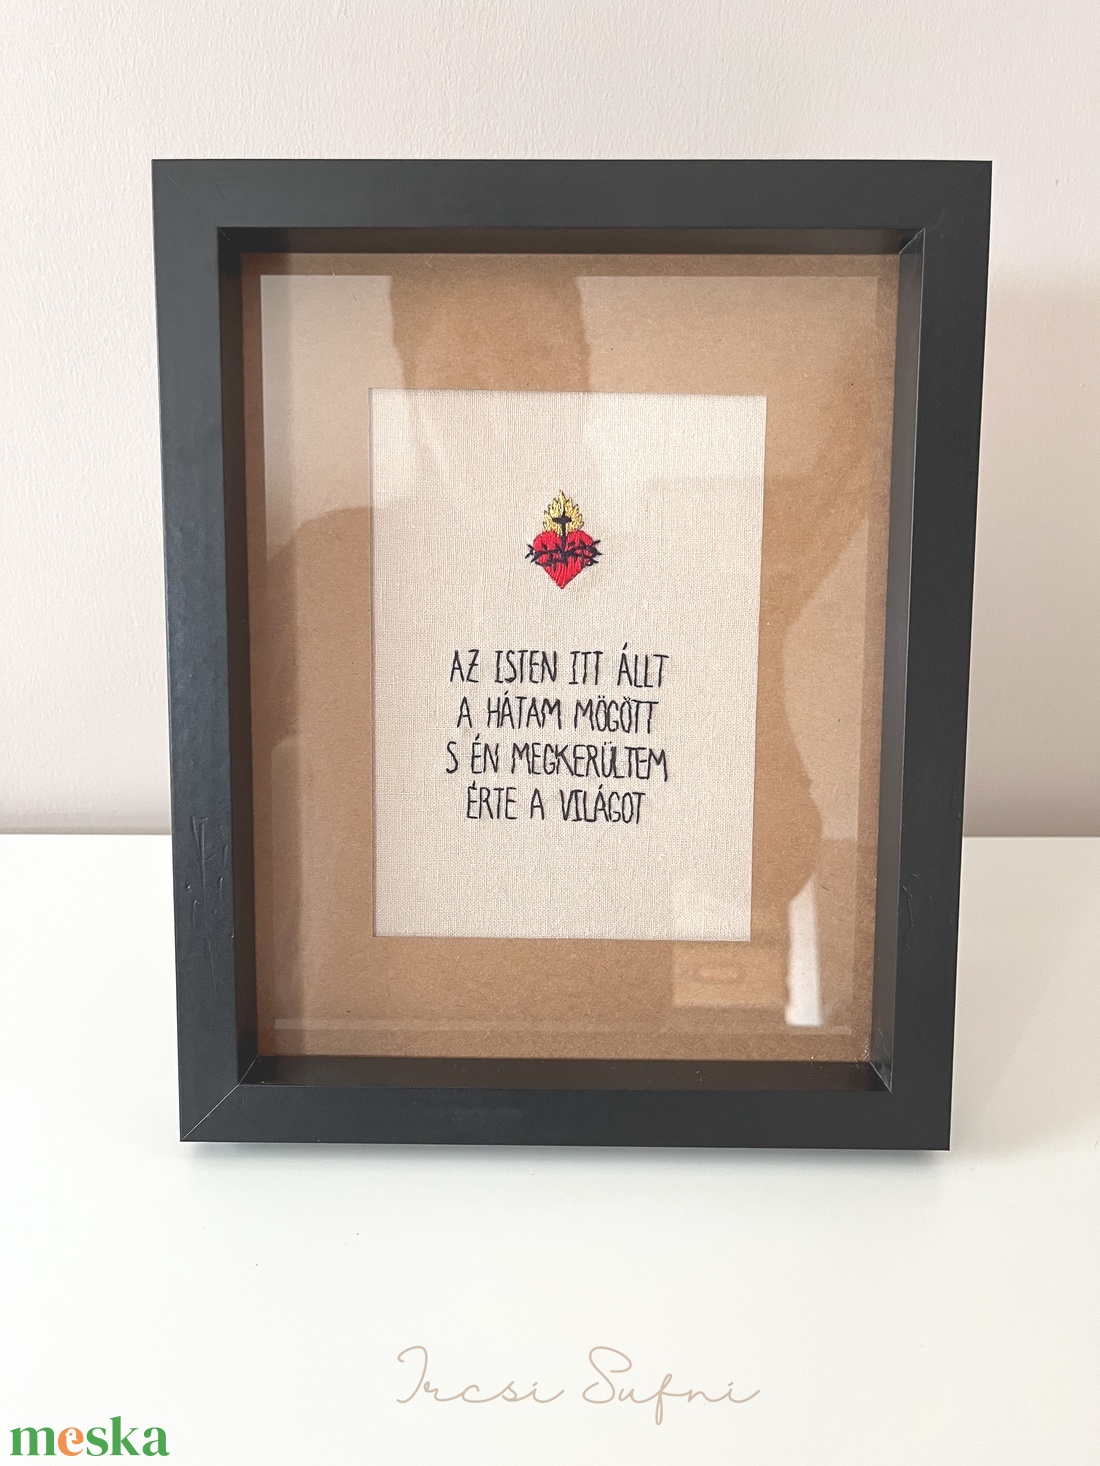 AZ ISTEN ITT ÁLLT
A HÁTAM MÖGÖTT
S ÉN MEGKERÜLTEM
ÉRTE A VILÁGOT
Ircsi Sufni
meska